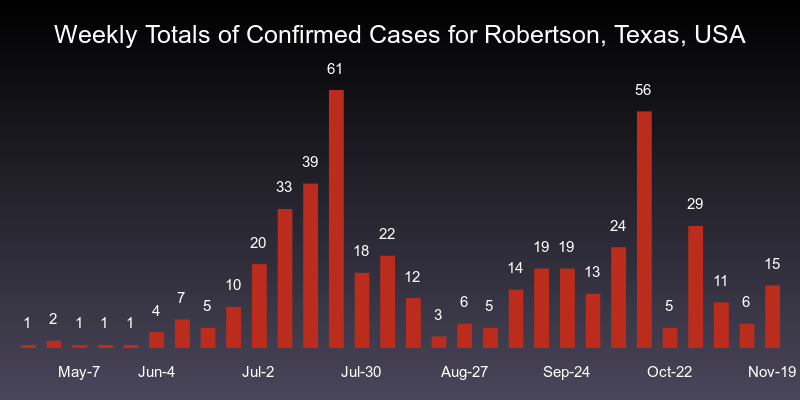 Weekly Totals of Confirmed Cases for Robertson, Texas, USA
1 2 1 1 1 4 7 5 10 20 33 39 61 18 22 12 3 6 5 14 19 19 13 24 56 5 29 11 6 15
May-7 Jun-4 Jul-2 Jul-30 Aug-27 Sep-24 Oct-22 Nov-19